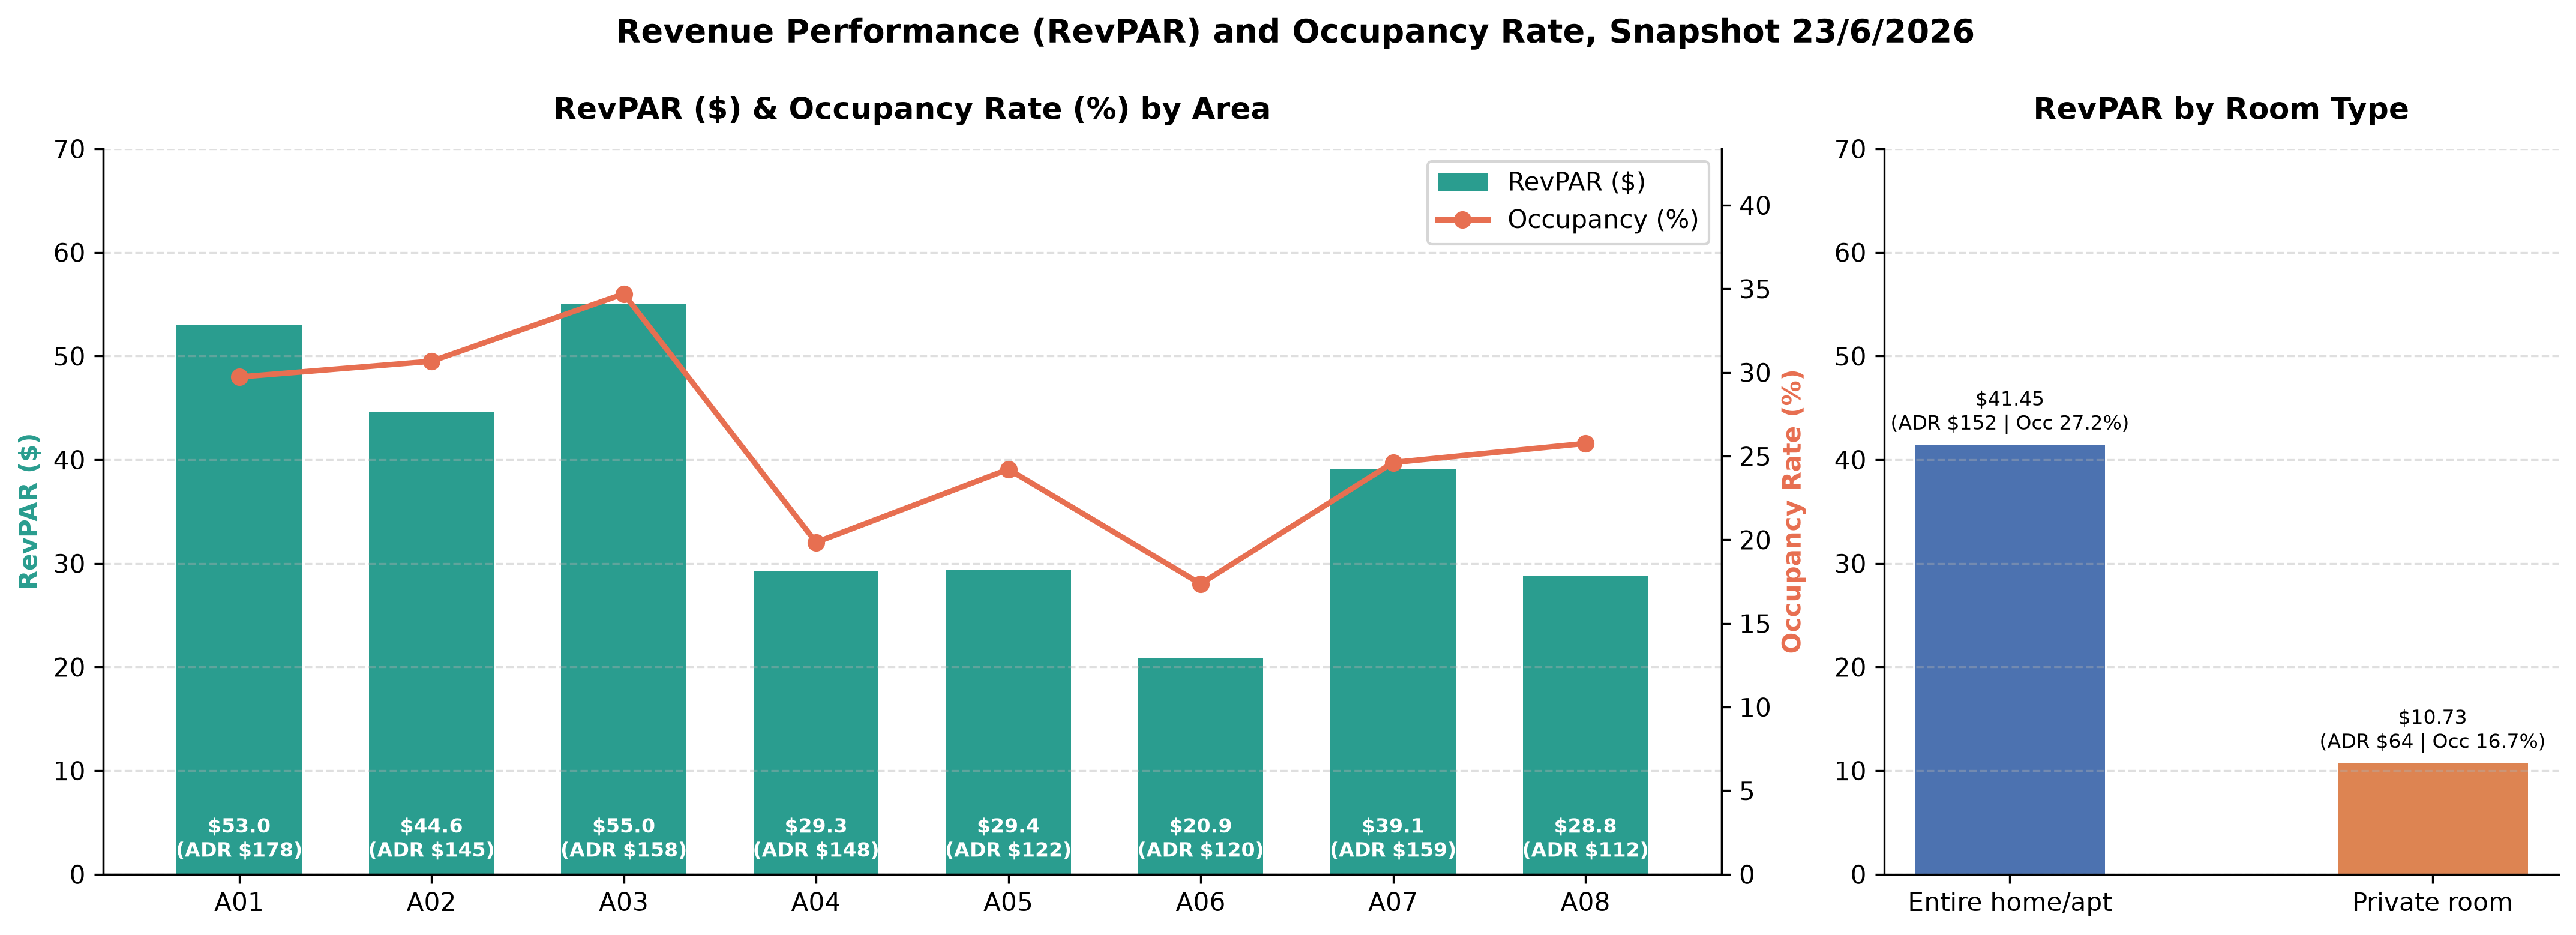 Revenue Performance (RevPAR) and Occupancy Rate, Snapshot 23/6/2026
RevPAR ($) & Occupancy Rate (%) by Area
RevPAR ($)
70
60
50
40
30
20
10
0
RevPAR ($)
Occupancy (%)
$53.0
(ADR $178)
$44.6
(ADR $145)
$55.0
(ADR $158)
$29.3
(ADR $148)
$29.4
(ADR $122)
$20.9
(ADR $120)
$39.1
(ADR $159)
$28.8
(ADR $112)
A01
A02
A03
A04
A05
A06
A07
A08
40
35
30
25
20
15
10
5
0
Occupancy Rate (%)
RevPAR by Room Type
70
60
50
40
30
20
10
0
$41.45
(ADR $152 | Occ 27.2%)
$10.73
(ADR $64 | Occ 16.7%)
Entire home/apt
Private room